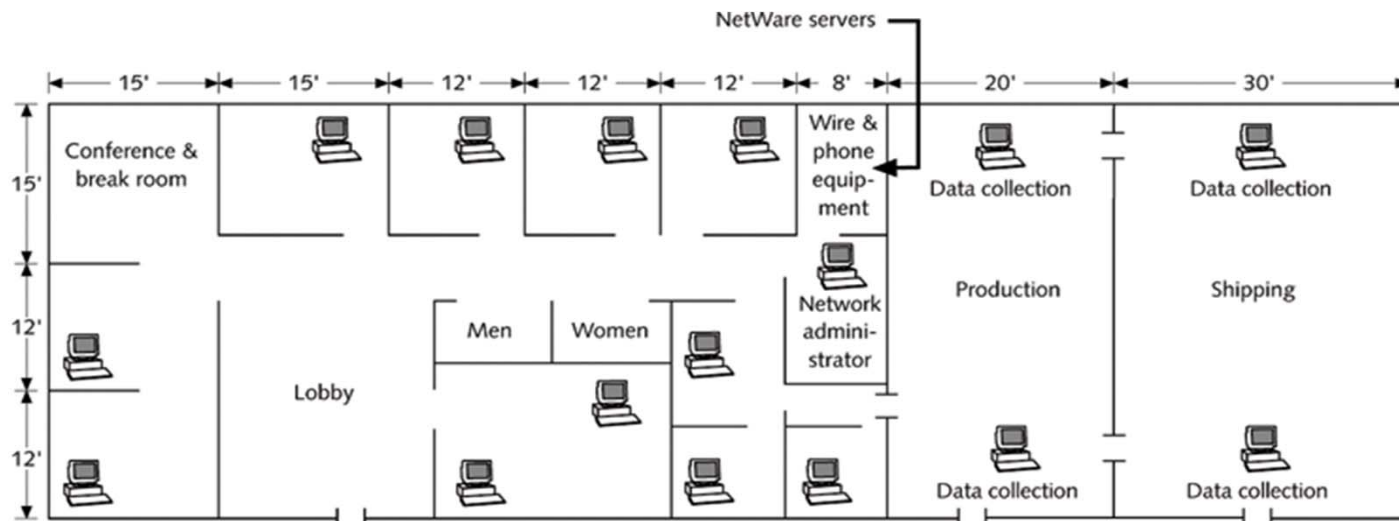 NetWare servers
15' 15' 12' 12' 12' 8' 20' 30'
Conference &
break room
Wire &
phone
equip-
ment
Data collection
Data collection
15'
Network
admini-
strator
Production
Shipping
12'
Men
Women
Lobby
12'
Data collection
Data collection